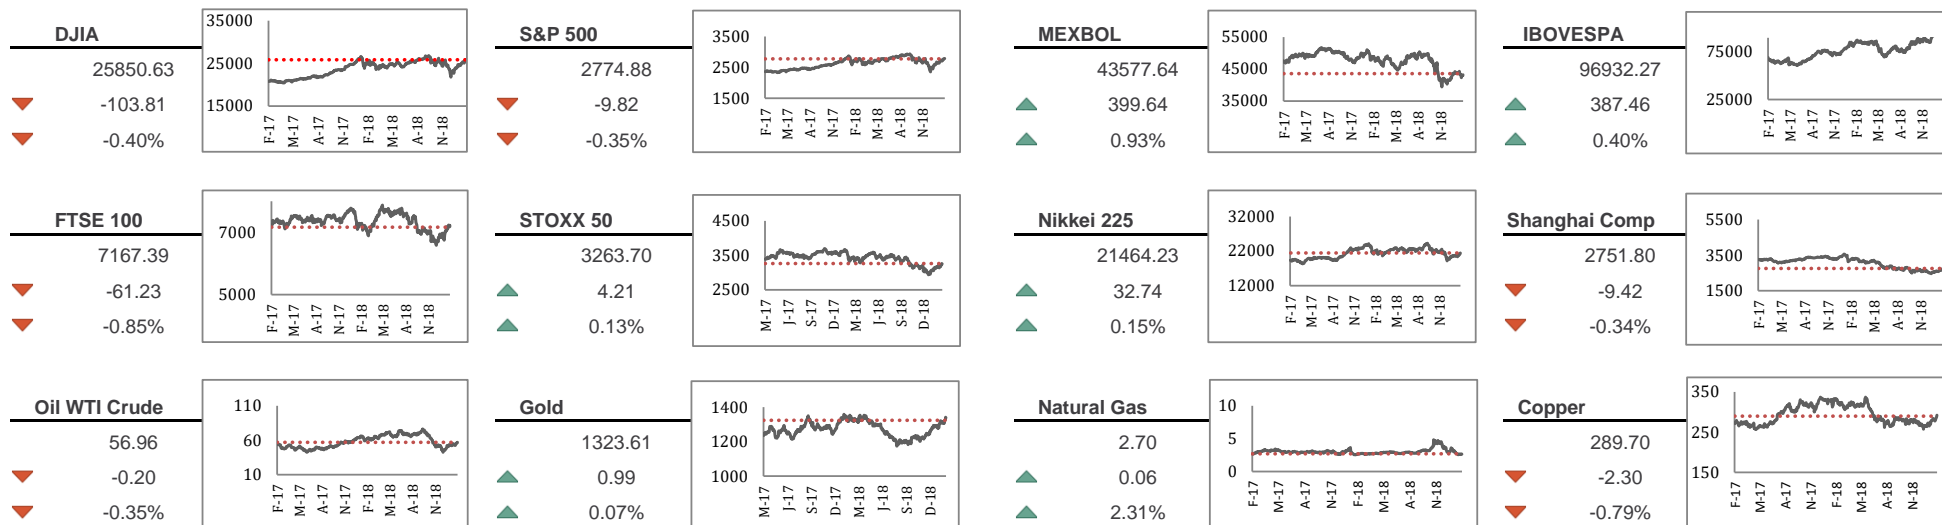 DJIA
25850.63
-103.81
-0.40%
35000
25000
15000
F-17 M-17 A-17 N-17 F-18 M-18 A-18 N-18
S&P 500
2774.88
-9.82
-0.35%
3500
2500
1500
F-17 M-17 A-17 N-17 F-18 M-18 A-18 N-18
MEXBOL
43577.64
399.64
0.93%
55000
45000
35000
F-17 M-17 A-17 N-17 F-18 M-18 A-18 N-18
IBOVESPA
96932.27
387.46
0.40%
75000
25000
F-17 M-17 A-17 N-17 F-18 M-18 A-18 N-18
FTSE 100
7167.39
-61.23
-0.85%
7000
5000
F-17 M-17 A-17 N-17 F-18 M-18 A-18 N-18
STOXX 50
3263.70
4.21
0.13%
4500
3500
2500
M-17 J-17 S-17 D-17 M-18 J-18 S-18 D-18
Nikkei 225
21464.23
32.74
0.15%
32000
22000
12000
F-17 M-17 A-17 N-17 F-18 M-18 A-18 N-18
Shanghai Comp
2751.80
-9.42
-0.34%
5500
3500
1500
F-17 M-17 A-17 N-17 F-18 M-18 A-18 N-18
Oil WTI Crude
56.96
-0.20
-0.35%
110
60
10
F-17 M-17 A-17 N-17 F-18 M-18 A-18 N-18
Gold
1323.61
0.99
0.07%
1400
1200
1000
M-17 J-17 S-17 D-17 M-18 J-18 S-18 D-18
Natural Gas
2.70
0.06
2.31%
10
5
0
F-17 M-17 A-17 N-17 F-18 M-18 A-18 N-18
Copper
289.70
-2.30
-0.79%
350
250
150
F-17 M-17 A-17 N-17 F-18 M-18 A-18 N-18